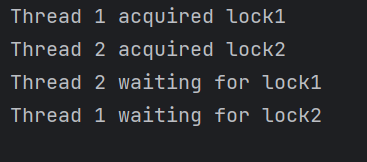 Thread 1 acquired lock1
Thread 2 acquired lock2
Thread 2 waiting for lock1
Thread 1 waiting for lock2